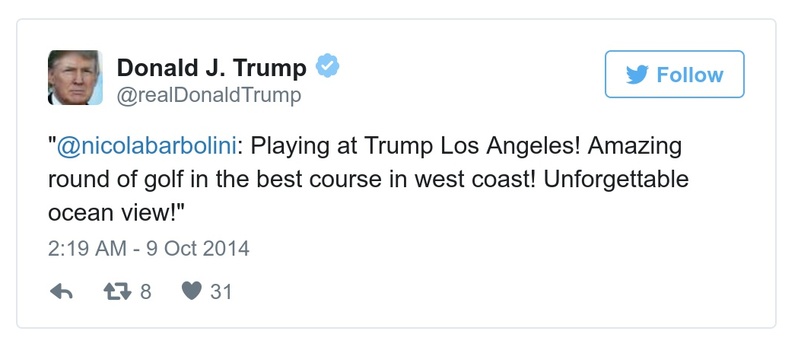 Donald J. Trump
@realDonaldTrump
Follow
"@nicolabarbolini: Playing at Trump Los Angeles! Amazing
round of golf in the best course in west coast! Unforgettable
ocean view!"
2:19 AM - 9 Oct 2014
8 31